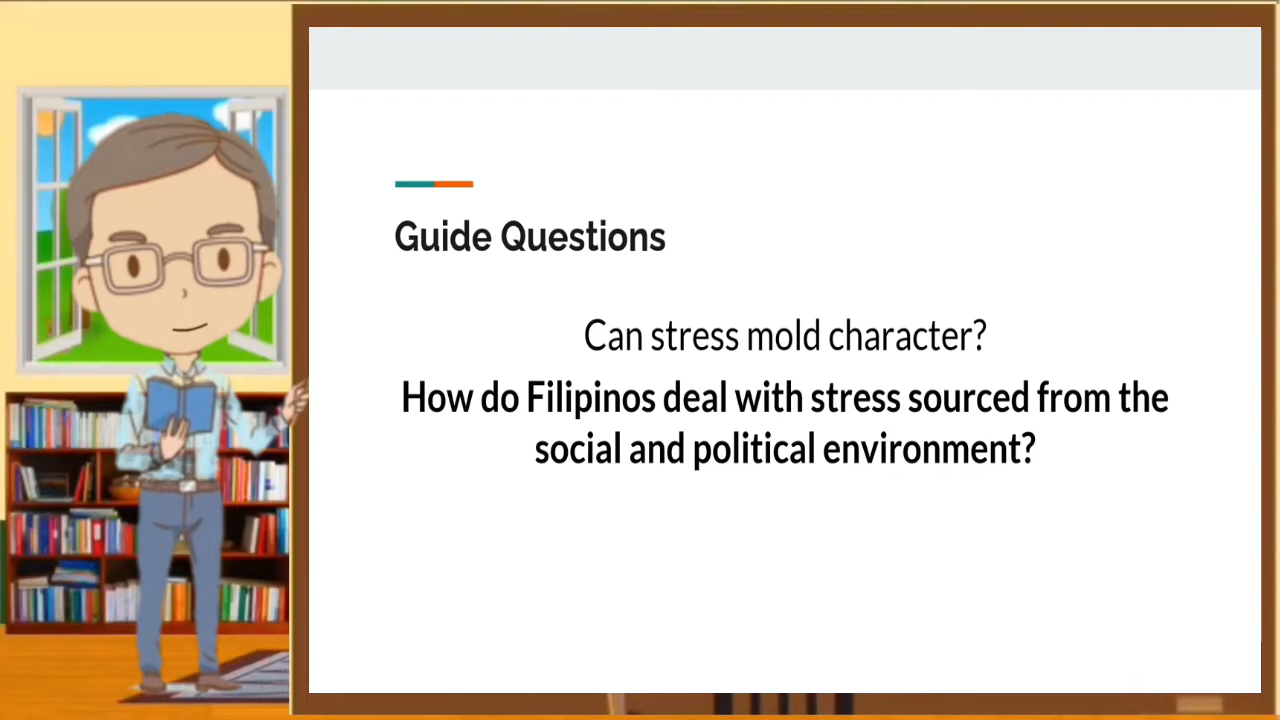 Guide Questions
Can stress mold character?
How do Filipinos deal with stress sourced from the
social and political environment?